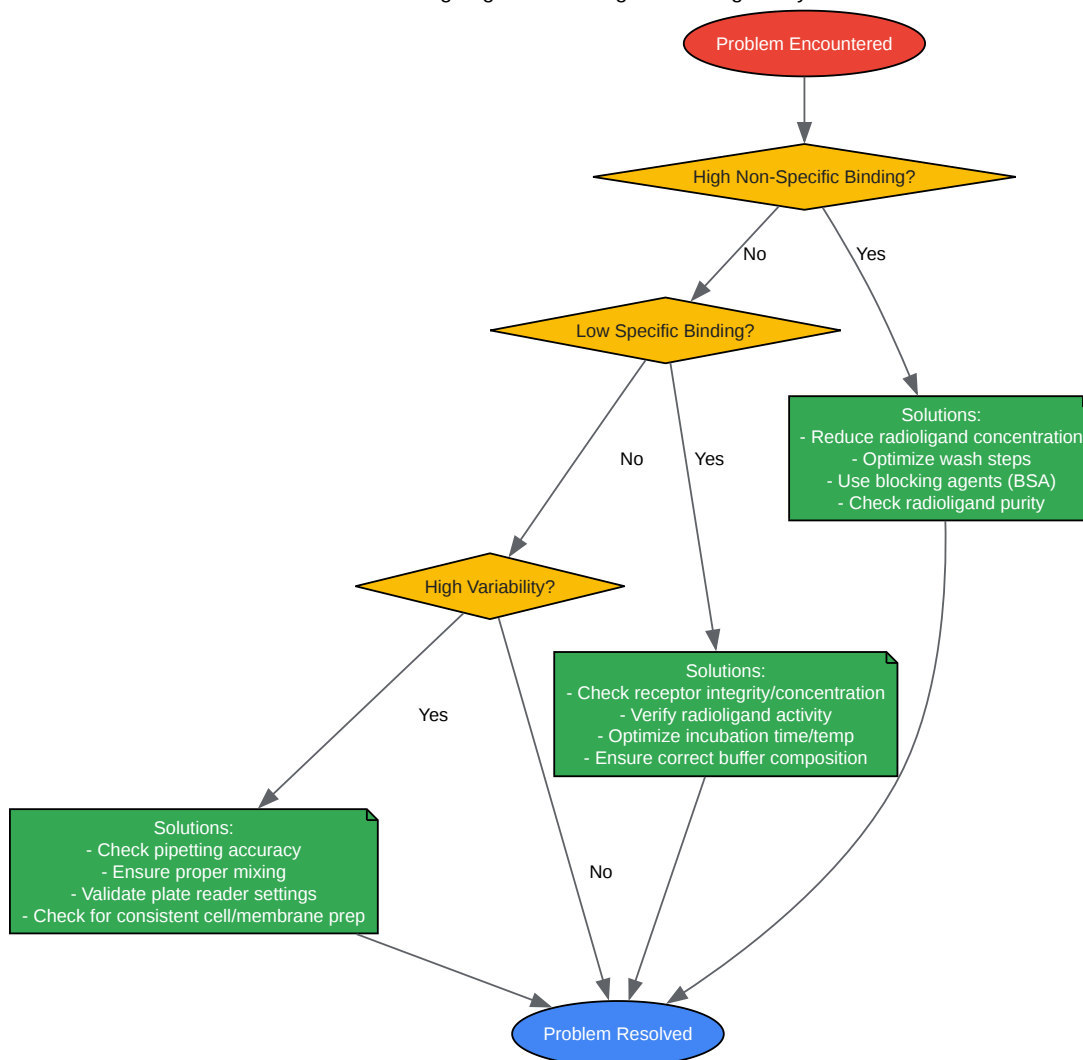 Problem Encountered
High Non-Specific Binding?
No
Yes
Low Specific Binding?
Solutions:
- Reduce radioligand concentration
- Optimize wash steps
- Use blocking agents (BSA)
- Check radioligand purity
No
Yes
High Variability?
Solutions:
- Check receptor integrity/concentration
- Verify radioligand activity
- Optimize incubation time/temp
- Ensure correct buffer composition
Yes
Solutions:
- Check pipetting accuracy
- Ensure proper mixing
- Validate plate reader settings
- Check for consistent cell/membrane prep
No
Problem Resolved